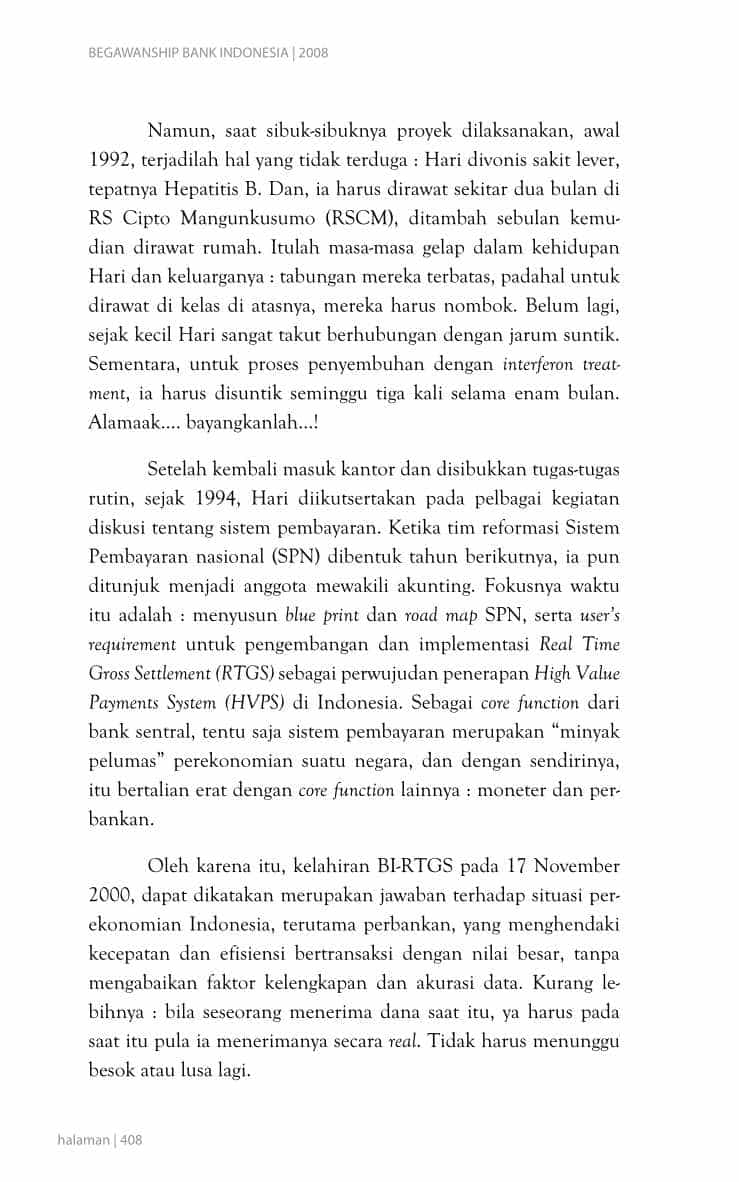 BEGAWANSHIP BANK INDONESIA | 2008
Namun, saat sibuk-sibuknya proyek dilaksanakan, awal
1992, terjadilah hal yang tidak terduga : Hari divonis sakit lever,
tepatnya Hepatitis B. Dan, ia harus dirawat sekitar dua bulan di
RS Cipto Mangunkusumo (RSCM), ditambah sebulan kemu-
dian dirawat rumah. Itulah masa-masa gelap dalam kehidupan
Hari dan keluarganya : tabungan mereka terbatas, padahal untuk
dirawat di kelas di atasnya, mereka harus nombok. Belum lagi,
sejak kecil Hari sangat takut berhubungan dengan jarum suntik.
Sementara, untuk proses penyembuhan dengan interferon treat-
ment, ia harus disuntik seminggu tiga kali selama enam bulan.
Alamaak.... bayangkanlah...!
Setelah kembali masuk kantor dan disibukkan tugas-tugas
rutin, sejak 1994, Hari diikutsertakan pada pelbagai kegiatan
diskusi tentang sistem pembayaran. Ketika tim reformasi Sistem
Pembayaran nasional (SPN) dibentuk tahun berikutnya, ia pun
ditunjuk menjadi anggota mewakili akunting. Fokusnya waktu
itu adalah : menyusun blue print dan road map SPN, serta user's
requirement untuk pengembangan dan implementasi Real Time
Gross Settlement (RTGS) sebagai perwujudan penerapan High Value
Payments System (HVPS) di Indonesia. Sebagai core function dari
bank sentral, tentu saja sistem pembayaran merupakan “minyak
pelumas” perekonomian suatu negara, dan dengan sendirinya,
itu bertalian erat dengan core function lainnya : moneter dan per-
bankan.
Oleh karena itu, kelahiran BI-RTGS pada 17 November
2000, dapat dikatakan merupakan jawaban terhadap situasi per-
ekonomian Indonesia, terutama perbankan, yang menghendaki
kecepatan dan efisiensi bertransaksi dengan nilai besar, tanpa
mengabaikan faktor kelengkapan dan akurasi data. Kurang le-
bihnya : bila seseorang menerima dana saat itu, ya harus pada
saat itu pula ia menerimanya secara real. Tidak harus menunggu
besok atau lusa lagi.
halaman | 408